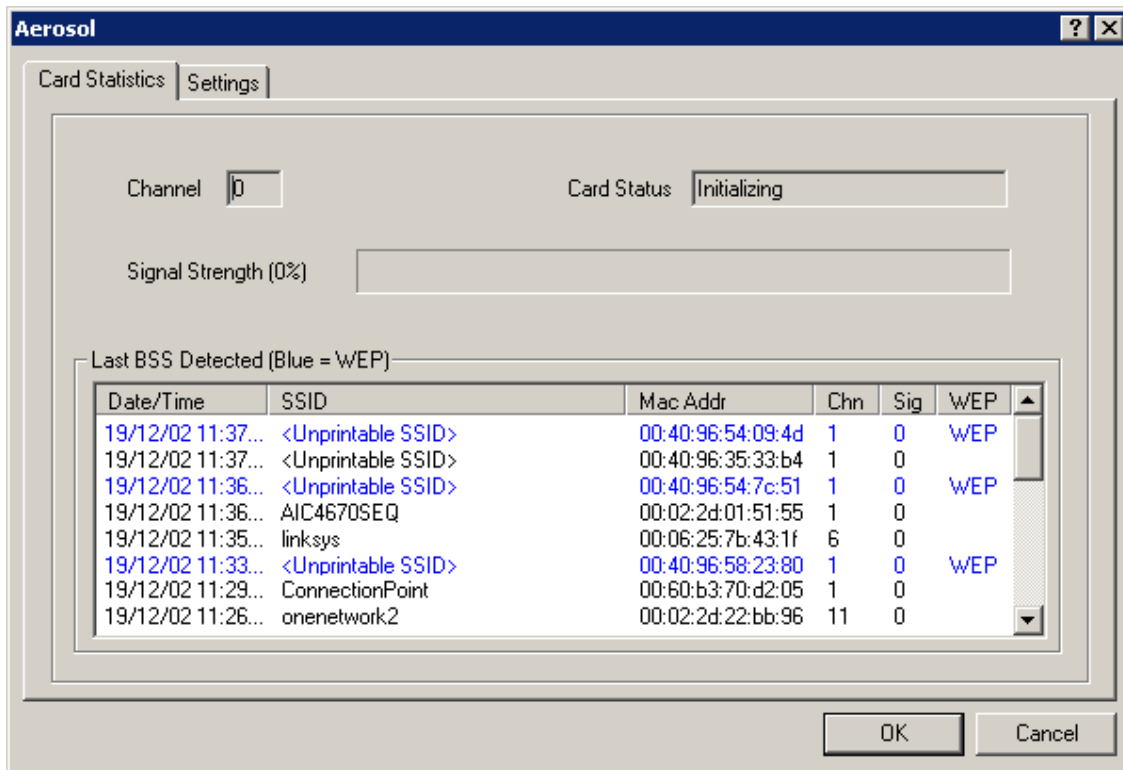 Aerosol
Card Statistics Settings
Channel 0 Card Status Initializing
Signal Strength (0%)
Last BSS Detected (Blue = WEP)
Date/Time SSID Mac Addr Chn Sig WEP
19/12/02 11:37... <Unprintable SSID> 00:40:96:54:09:4d 1 0 WEP
19/12/02 11:37... <Unprintable SSID> 00:40:96:35:33:b4 1 0
19/12/02 11:36... <Unprintable SSID> 00:40:96:54:7c:51 1 0 WEP
19/12/02 11:36... AIC4670SEQ 00:02:2d:01:51:55 1 0
19/12/02 11:35... linksys 00:06:25:7b:43:1f 6 0
19/12/02 11:33... <Unprintable SSID> 00:40:96:58:23:80 1 0 WEP
19/12/02 11:29... ConnectionPoint 00:60:b3:70:d2:05 1 0
19/12/02 11:26... onenetwork2 00:02:2d:22:bb:96 11 0
OK Cancel